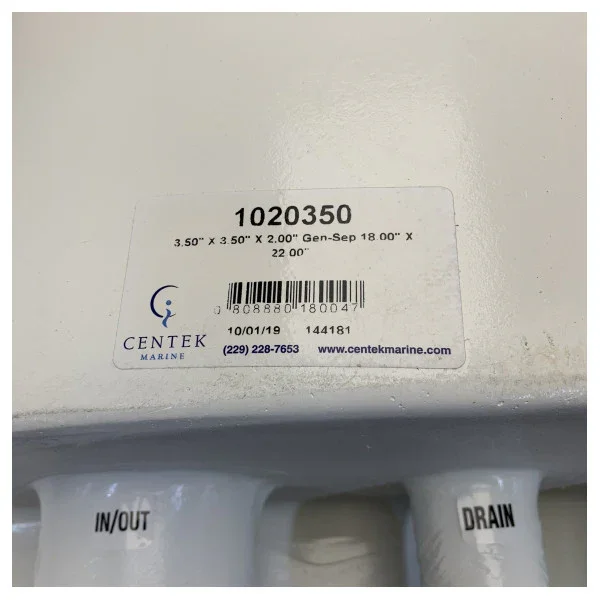 1020350
3.50" X 3.50" X 2.00" Gen-Sep 18.00" X
22.00"
0 808880 180047
CENTEK
MARINE
10/01/19 144181
(229) 228-7653 www.centekmarine.com
IN/OUT
DRAIN